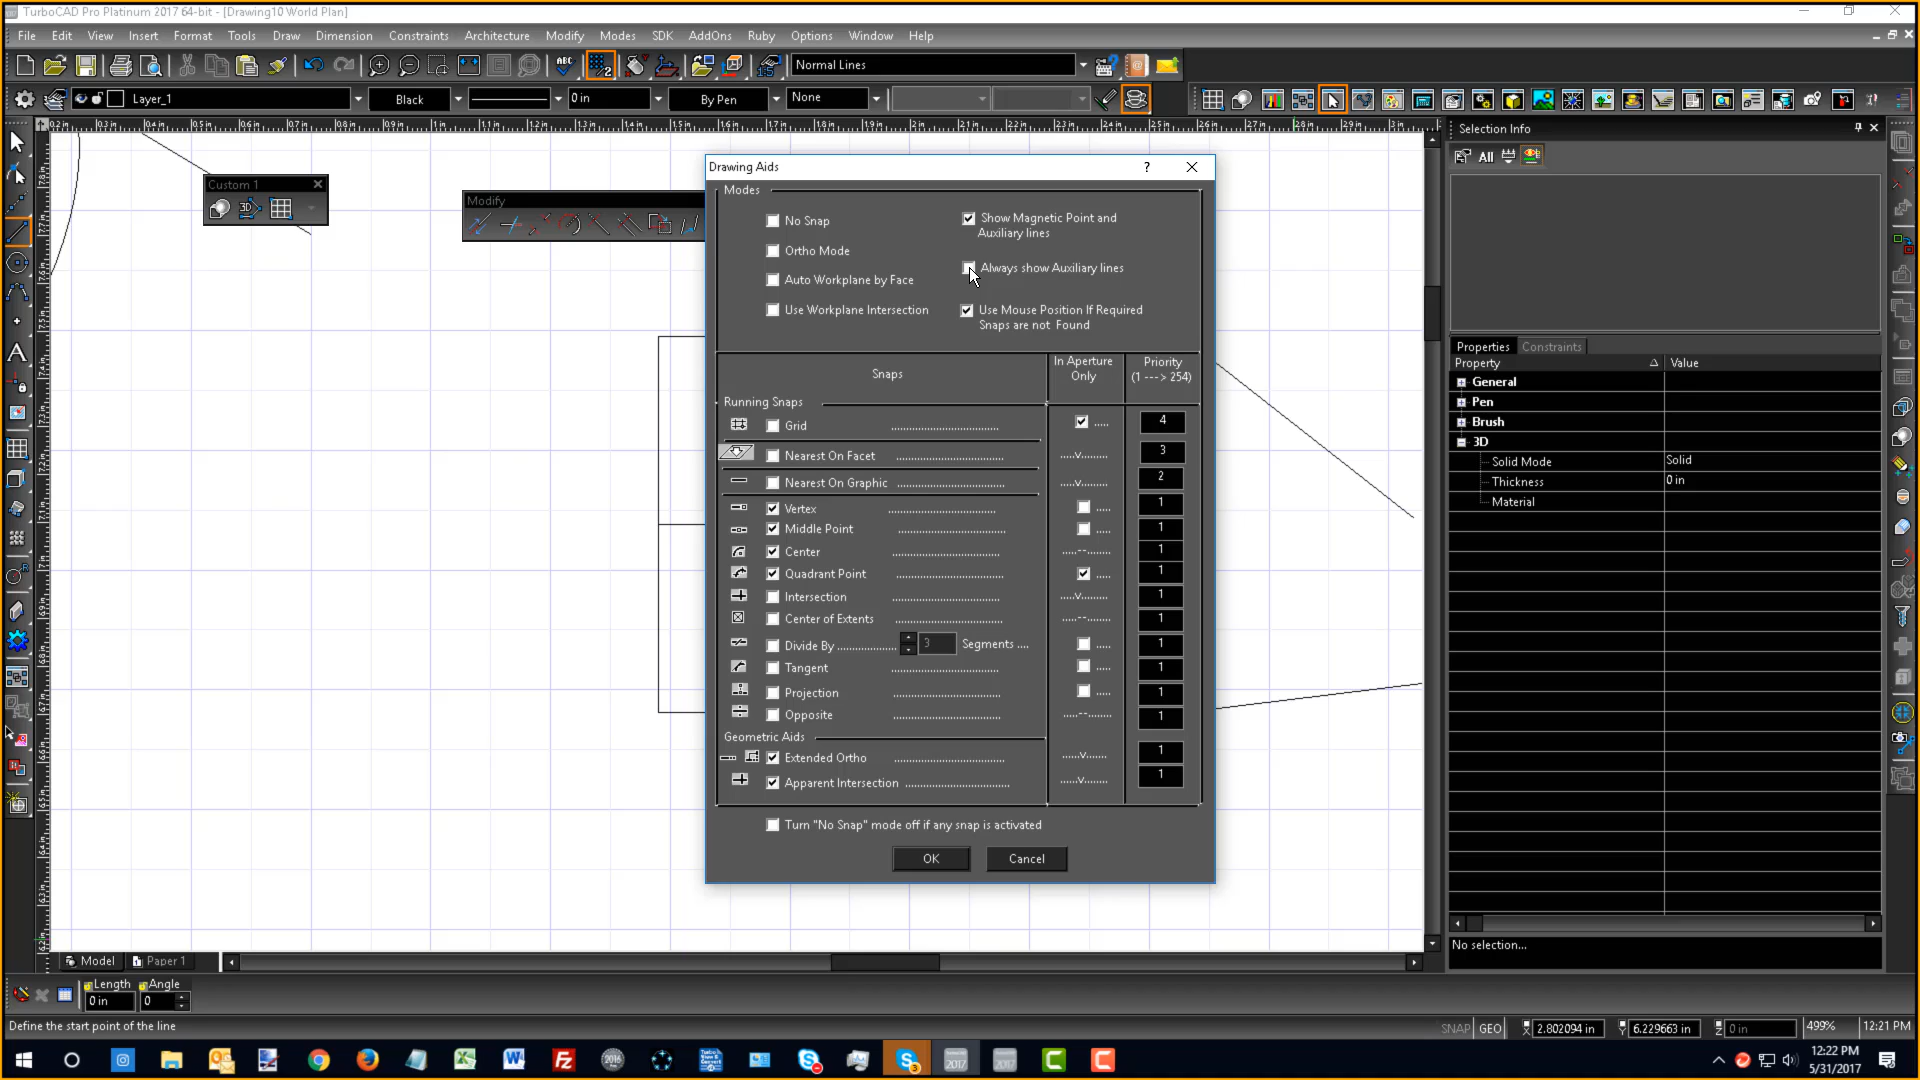 TurboCAD Pro Platinum 2017 64-bit - [Drawing10 World Plan]
File Edit View Insert Format Tools Draw Dimension Constraints Architecture Modify Modes SDK AddOns Ruby Options Window Help
Normal Lines
Layer_1 Black 0 in By Pen None
Selection Info
All
Custom 1
3D
Modify
Drawing Aids
Modes
No Snap
Ortho Mode
Auto Workplane by Face
Use Workplane Intersection
Show Magnetic Point and
Auxiliary lines
Always show Auxiliary lines
Use Mouse Position If Required
Snaps are not Found
Snaps
In Aperture
Only
Priority
(1 ---> 254)
Running Snaps
Grid 4
Nearest On Facet 3
Nearest On Graphic 2
Vertex 1
Middle Point 1
Center 1
Quadrant Point 1
Intersection 1
Center of Extents 1
Divide By 3 Segments 1
Tangent 1
Projection 1
Opposite 1
Geometric Aids
Extended Ortho 1
Apparent Intersection 1
Turn "No Snap" mode off if any snap is activated
OK Cancel
Properties Constraints
Property Value
General
Pen
Brush
3D
Solid Mode Solid
Thickness 0 in
Material
No selection...
Model Paper 1
Length Angle
0 in 0
Define the start point of the line
SNAP GEO X 2.802094 in Y 6.229663 in Z 0 in 499% 12:21 PM
12:22 PM
5/31/2017